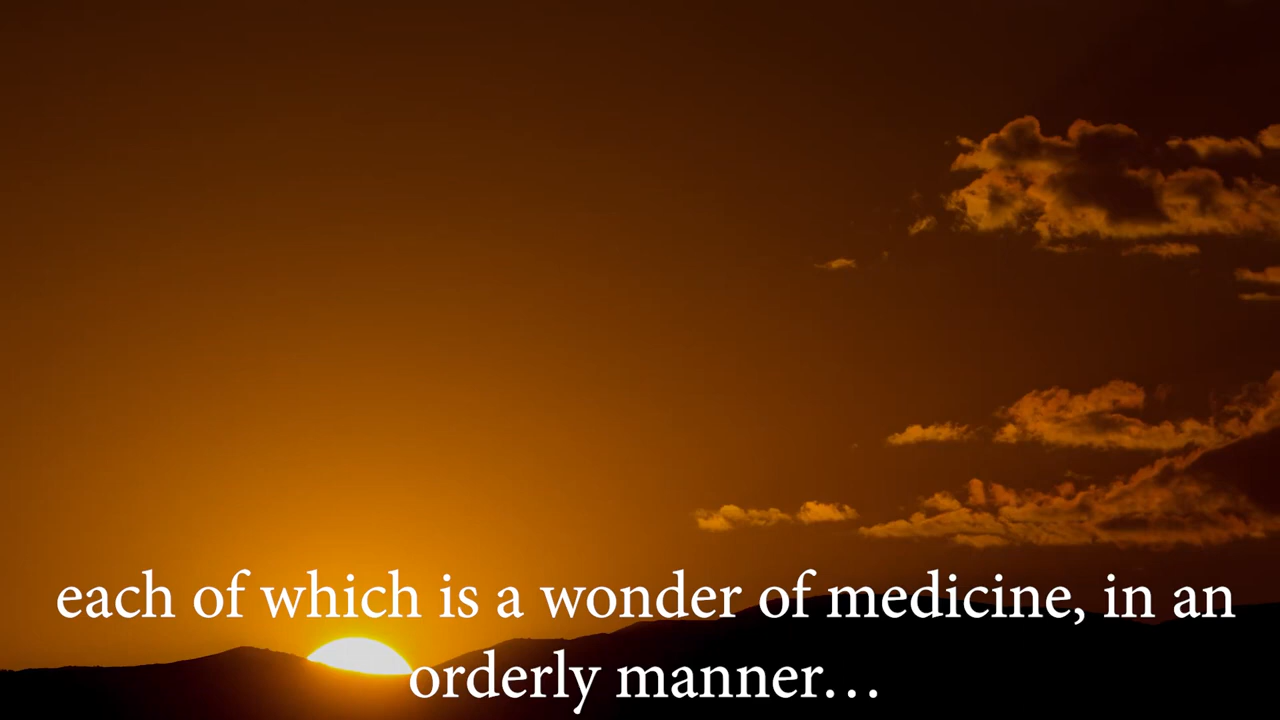 each of which is a wonder of medicine, in an
orderly manner…